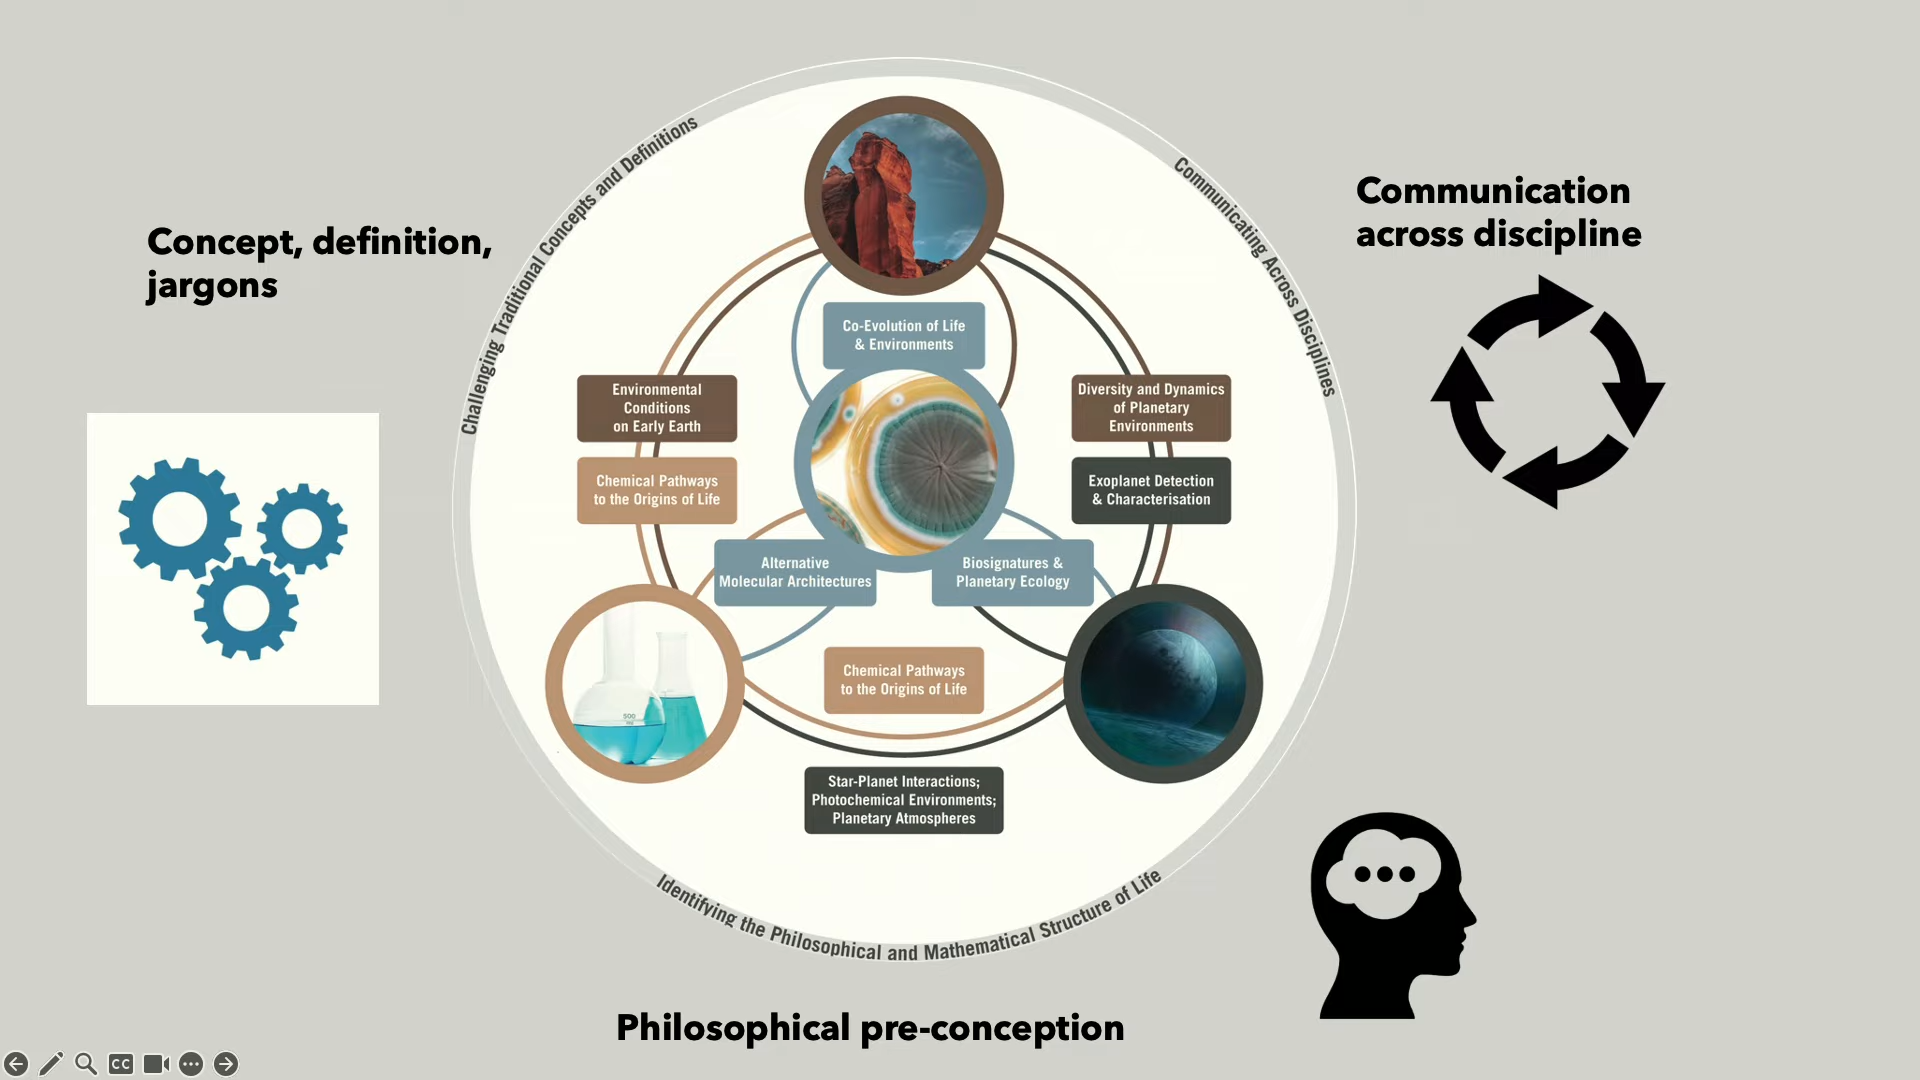 Challenging Traditional Concepts and Definitions
Communicating Across Disciplines
Concept, definition,
jargons
Communication
across discipline
Co-Evolution of Life
& Environments
Environmental
Conditions
on Early Earth
Diversity and Dynamics
of Planetary
Environments
Chemical Pathways
to the Origins of Life
Exoplanet Detection
& Characterisation
Alternative
Molecular Architectures
Biosignatures &
Planetary Ecology
Chemical Pathways
to the Origins of Life
500
Star-Planet Interactions;
Photochemical Environments;
Planetary Atmospheres
Identifying the Philosophical and Mathematical Structure of Life
Philosophical pre-conception
CC